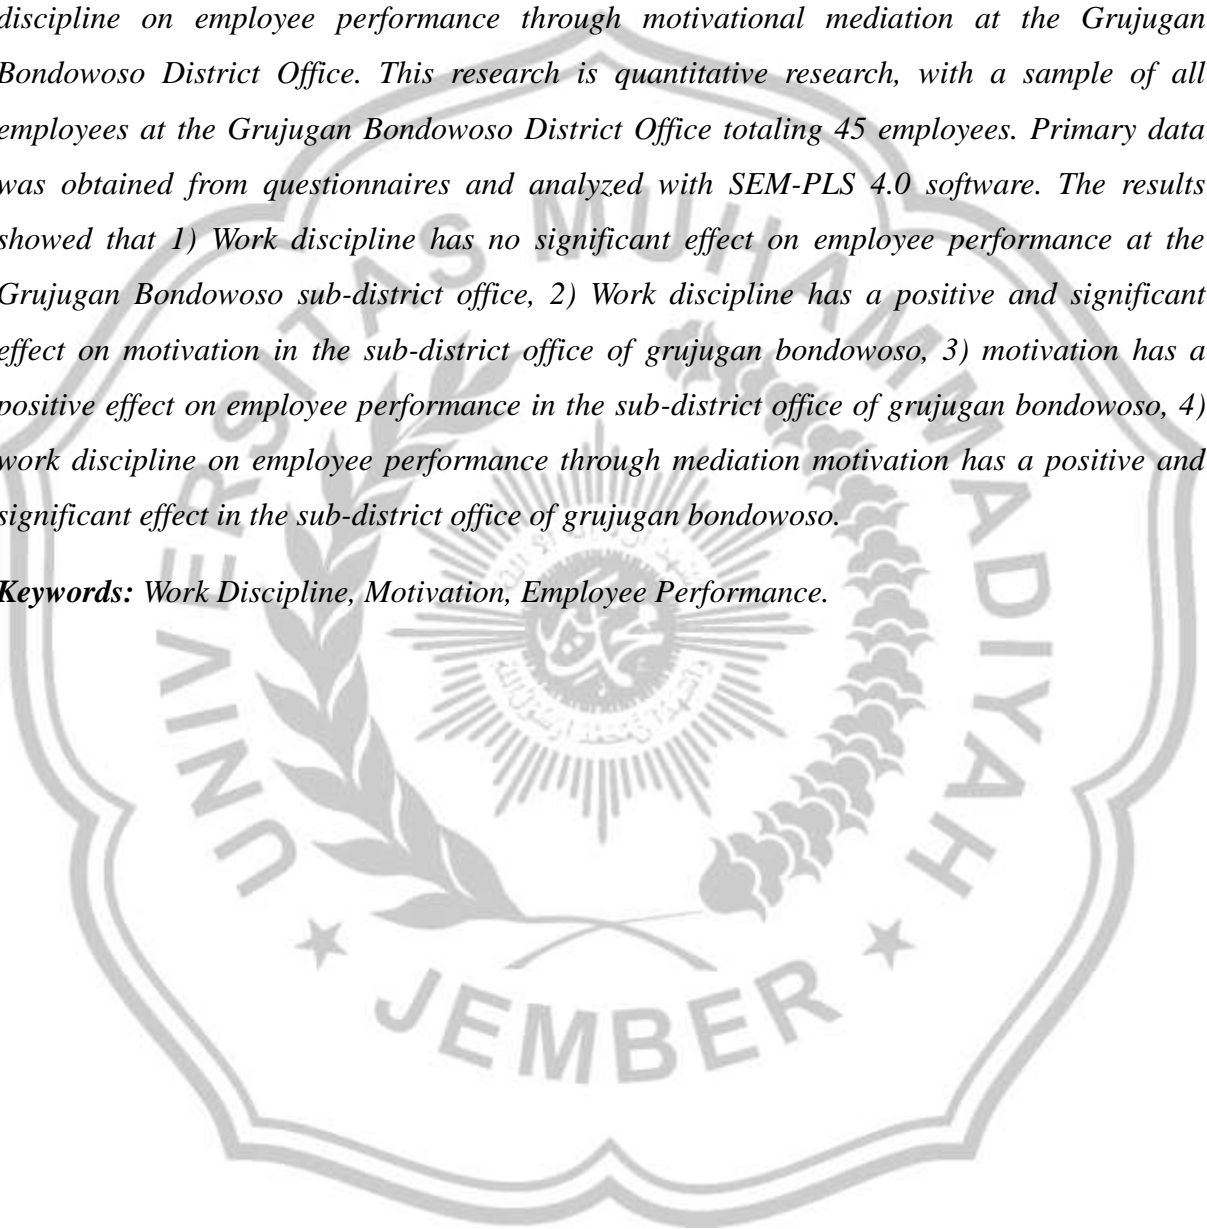 discipline on employee performance through motivational mediation at the Grujugan
Bondowoso District Office. This research is quantitative research, with a sample of all
employees at the Grujugan Bondowoso District Office totaling 45 employees. Primary data
was obtained from questionnaires and analyzed with SEM-PLS 4.0 software. The results
showed that 1) Work discipline has no significant effect on employee performance at the
Grujugan Bondowoso sub-district office, 2) Work discipline has a positive and significant
effect on motivation in the sub-district office of grujugan bondowoso, 3) motivation has a
positive effect on employee performance in the sub-district office of grujugan bondowoso, 4)
work discipline on employee performance through mediation motivation has a positive and
significant effect in the sub-district office of grujugan bondowoso.
Keywords: Work Discipline, Motivation, Employee Performance.
UNIVERSITAS MUHAMMADIYAH
JEMBER